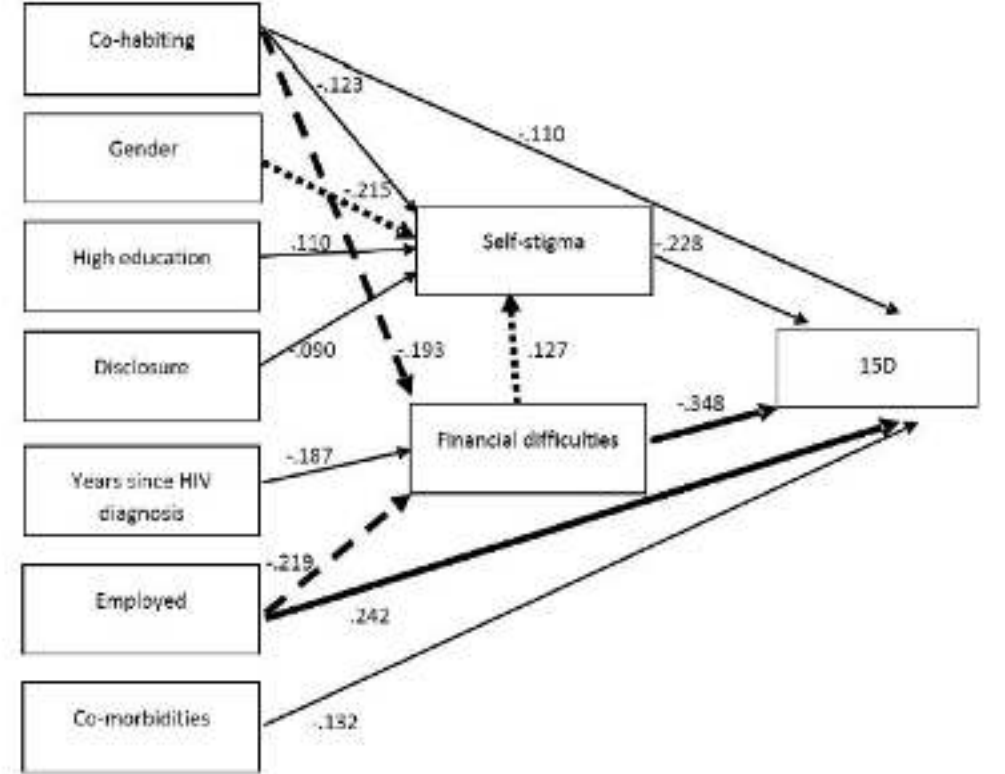 Co-habiting
-.123
-.110
Gender
-.215
Self-stigma
-.228
High education
.110
Disclosure
-.090
-.193
.127
15D
-.348
Financial difficulties
Years since HIV
diagnosis
-.187
Employed
-.219
.242
Co-morbidities
-.132